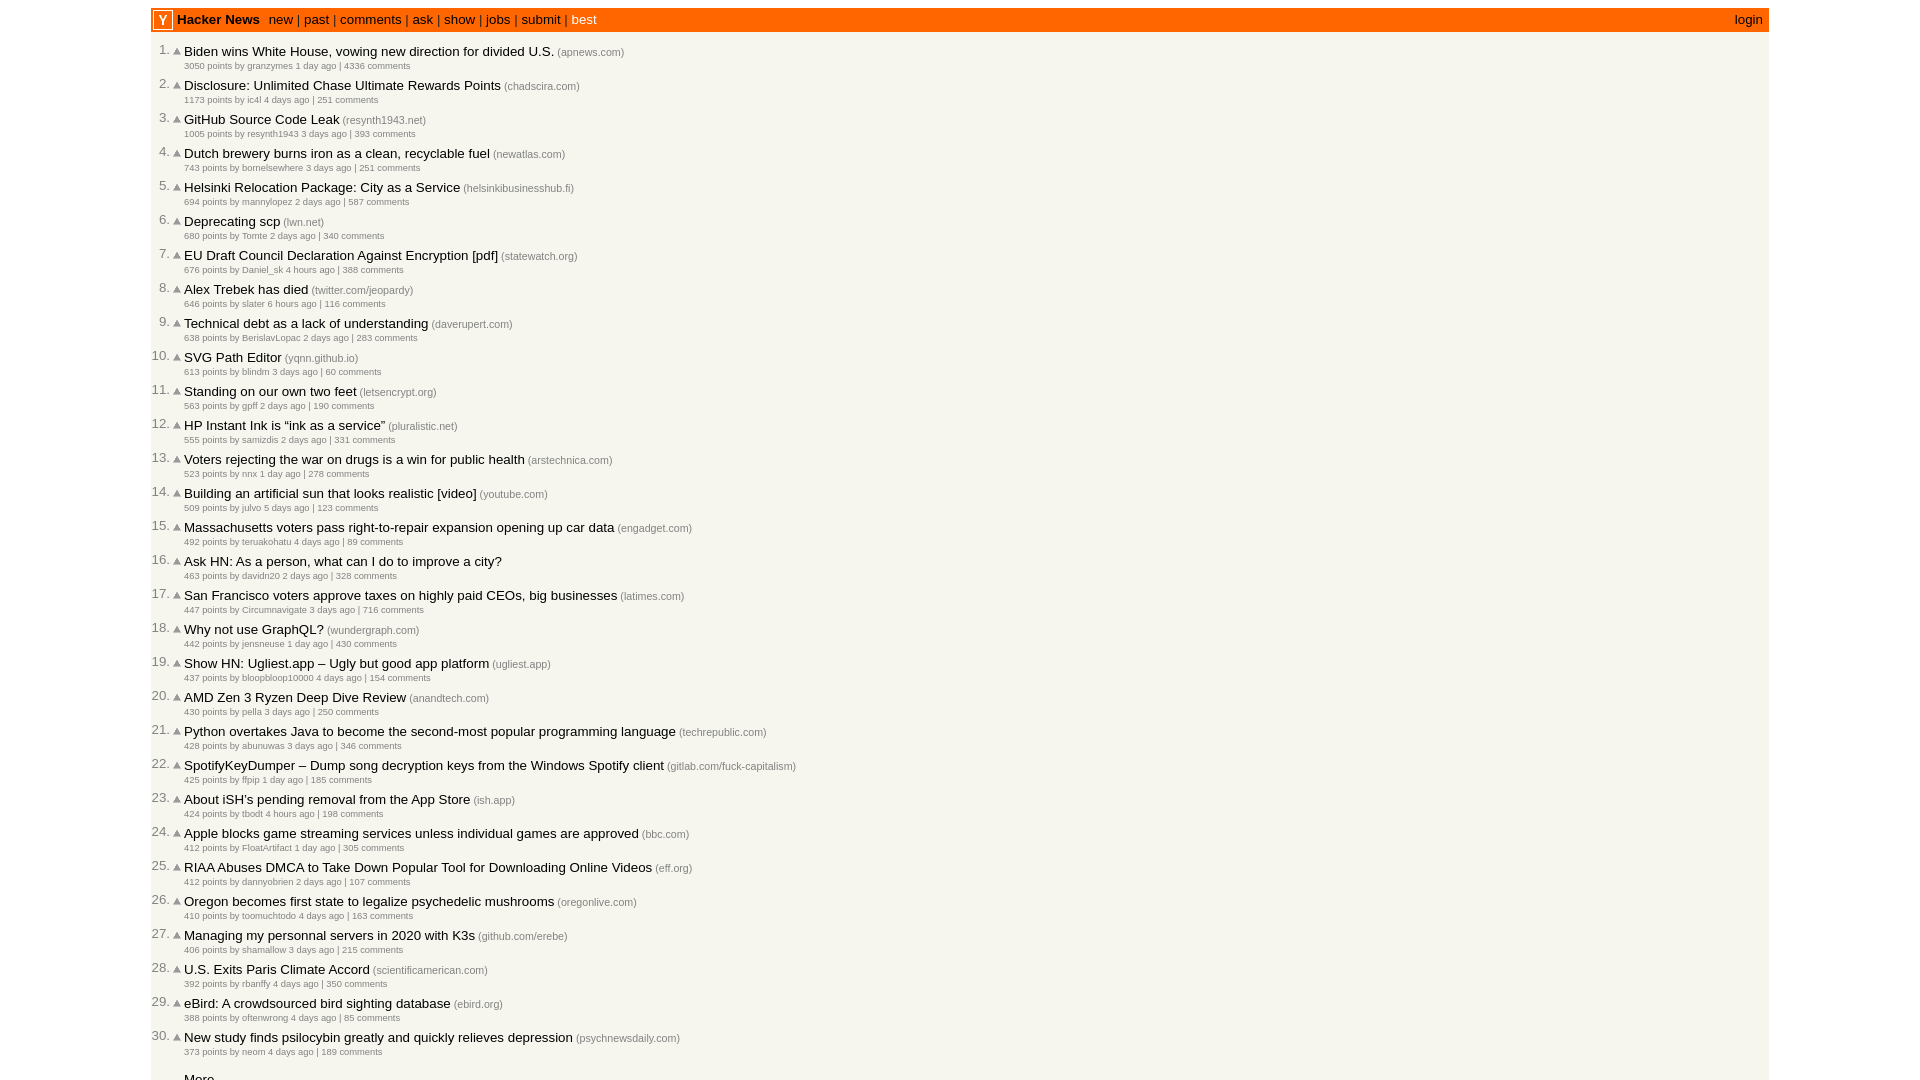 Y Hacker News new | past | comments | ask | show | jobs | submit | best login
1. Biden wins White House, vowing new direction for divided U.S. (apnews.com)
3050 points by granzymes 1 day ago | 4336 comments
2. Disclosure: Unlimited Chase Ultimate Rewards Points (chadscira.com)
1173 points by ic4l 4 days ago | 251 comments
3. GitHub Source Code Leak (resynth1943.net)
1005 points by resynth1943 3 days ago | 393 comments
4. Dutch brewery burns iron as a clean, recyclable fuel (newatlas.com)
743 points by bornelsewhere 3 days ago | 251 comments
5. Helsinki Relocation Package: City as a Service (helsinkibusinesshub.fi)
694 points by mannylopez 2 days ago | 587 comments
6. Deprecating scp (lwn.net)
680 points by Tomte 2 days ago | 340 comments
7. EU Draft Council Declaration Against Encryption [pdf] (statewatch.org)
676 points by Daniel_sk 4 hours ago | 388 comments
8. Alex Trebek has died (twitter.com/jeopardy)
646 points by slater 6 hours ago | 116 comments
9. Technical debt as a lack of understanding (daverupert.com)
638 points by BerislavLopac 2 days ago | 283 comments
10. SVG Path Editor (yqnn.github.io)
613 points by blindm 3 days ago | 60 comments
11. Standing on our own two feet (letsencrypt.org)
563 points by gpff 2 days ago | 190 comments
12. HP Instant Ink is “ink as a service” (pluralistic.net)
555 points by samizdis 2 days ago | 331 comments
13. Voters rejecting the war on drugs is a win for public health (arstechnica.com)
523 points by nnx 1 day ago | 278 comments
14. Building an artificial sun that looks realistic [video] (youtube.com)
509 points by julvo 5 days ago | 123 comments
15. Massachusetts voters pass right-to-repair expansion opening up car data (engadget.com)
492 points by teruakohatu 4 days ago | 89 comments
16. Ask HN: As a person, what can I do to improve a city?
463 points by davidn20 2 days ago | 328 comments
17. San Francisco voters approve taxes on highly paid CEOs, big businesses (latimes.com)
447 points by Circumnavigate 3 days ago | 716 comments
18. Why not use GraphQL? (wundergraph.com)
442 points by jensneuse 1 day ago | 430 comments
19. Show HN: Ugliest.app – Ugly but good app platform (ugliest.app)
437 points by bloopbloop10000 4 days ago | 154 comments
20. AMD Zen 3 Ryzen Deep Dive Review (anandtech.com)
430 points by pella 3 days ago | 250 comments
21. Python overtakes Java to become the second-most popular programming language (techrepublic.com)
428 points by abunuwas 3 days ago | 346 comments
22. SpotifyKeyDumper – Dump song decryption keys from the Windows Spotify client (gitlab.com/fuck-capitalism)
425 points by ffpip 1 day ago | 185 comments
23. About iSH’s pending removal from the App Store (ish.app)
424 points by tbodt 4 hours ago | 198 comments
24. Apple blocks game streaming services unless individual games are approved (bbc.com)
412 points by FloatArtifact 1 day ago | 305 comments
25. RIAA Abuses DMCA to Take Down Popular Tool for Downloading Online Videos (eff.org)
412 points by dannyobrien 2 days ago | 107 comments
26. Oregon becomes first state to legalize psychedelic mushrooms (oregonlive.com)
410 points by toomuchtodo 4 days ago | 163 comments
27. Managing my personnal servers in 2020 with K3s (github.com/erebe)
406 points by shamallow 3 days ago | 215 comments
28. U.S. Exits Paris Climate Accord (scientificamerican.com)
392 points by rbanffy 4 days ago | 350 comments
29. eBird: A crowdsourced bird sighting database (ebird.org)
388 points by oftenwrong 4 days ago | 85 comments
30. New study finds psilocybin greatly and quickly relieves depression (psychnewsdaily.com)
373 points by neom 4 days ago | 189 comments
More